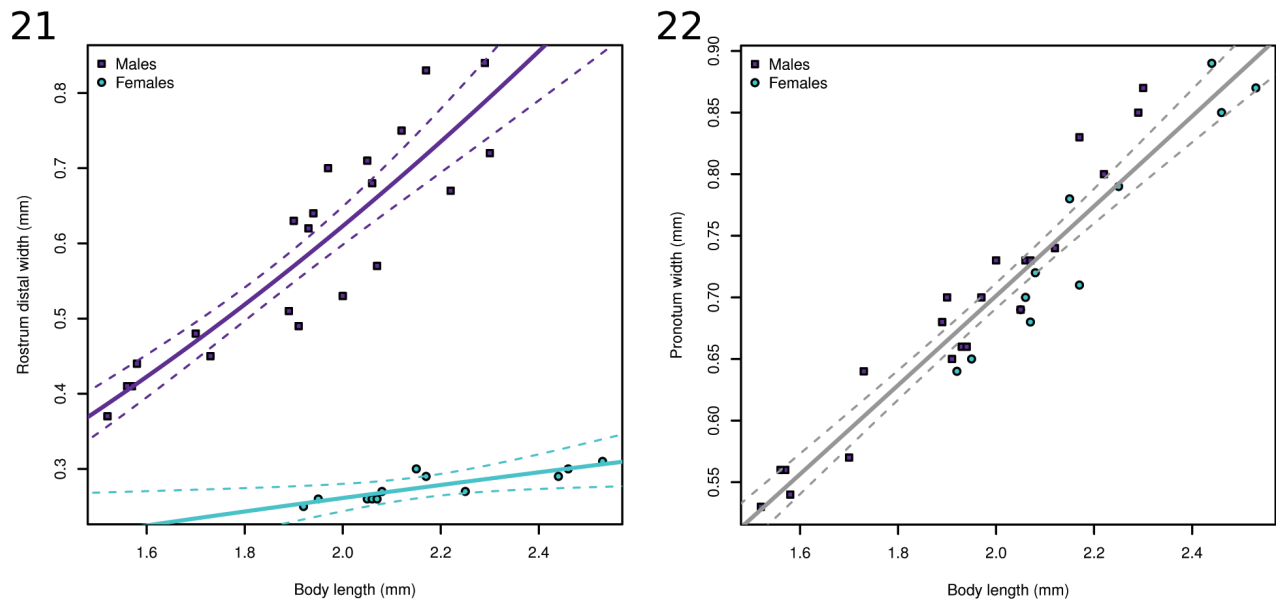 21
Males
Females
0.8
0.7
0.6
0.5
0.4
0.3
Rostrum distal width (mm)
1.6 1.8 2.0 2.2 2.4
Body length (mm)
22
Males
Females
0.90
0.85
0.80
0.75
0.70
0.65
0.60
0.55
Pronotum width (mm)
1.6 1.8 2.0 2.2 2.4
Body length (mm)